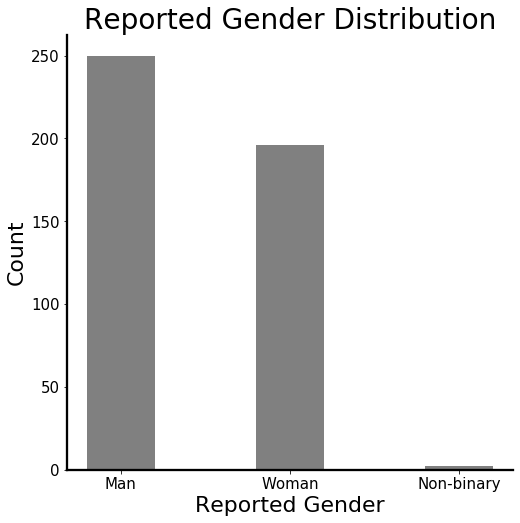 Reported Gender Distribution
250
200
150
100
50
0
Count
Man Woman Non-binary
Reported Gender